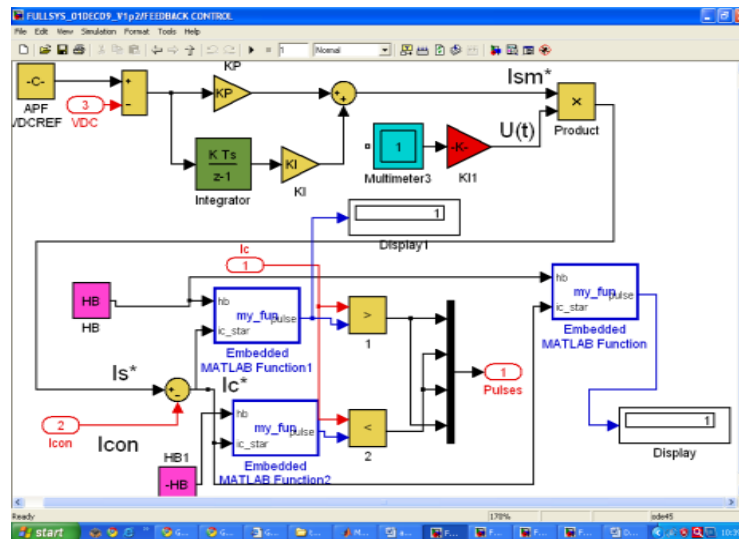 FULLSYS_01DEC09_V1p2/FEEDBACK CONTROL
File Edit View Simulation Format Tools Help
1 Normal
-C-
APF
VDCREF
+
-
3
VDC
KP
KP
K Ts
z-1
Integrator
KI
KI
+
+
Ism*
1
Multimeter3
-K-
KI1
U(t)
×
Product
1
Display1
Ic
1
HB
HB
hb
ic_star
my_fun
pulse
Embedded
MATLAB Function1
>
1
hb
ic_star
my_fun
pulse
Embedded
MATLAB Function
1
Pulses
Is*
+
-
Ic*
2
Icon
Icon
HB1
-HB
hb
ic_star
my_fun
pulse
Embedded
MATLAB Function2
<
2
1
Display
Ready 178% ode45
start